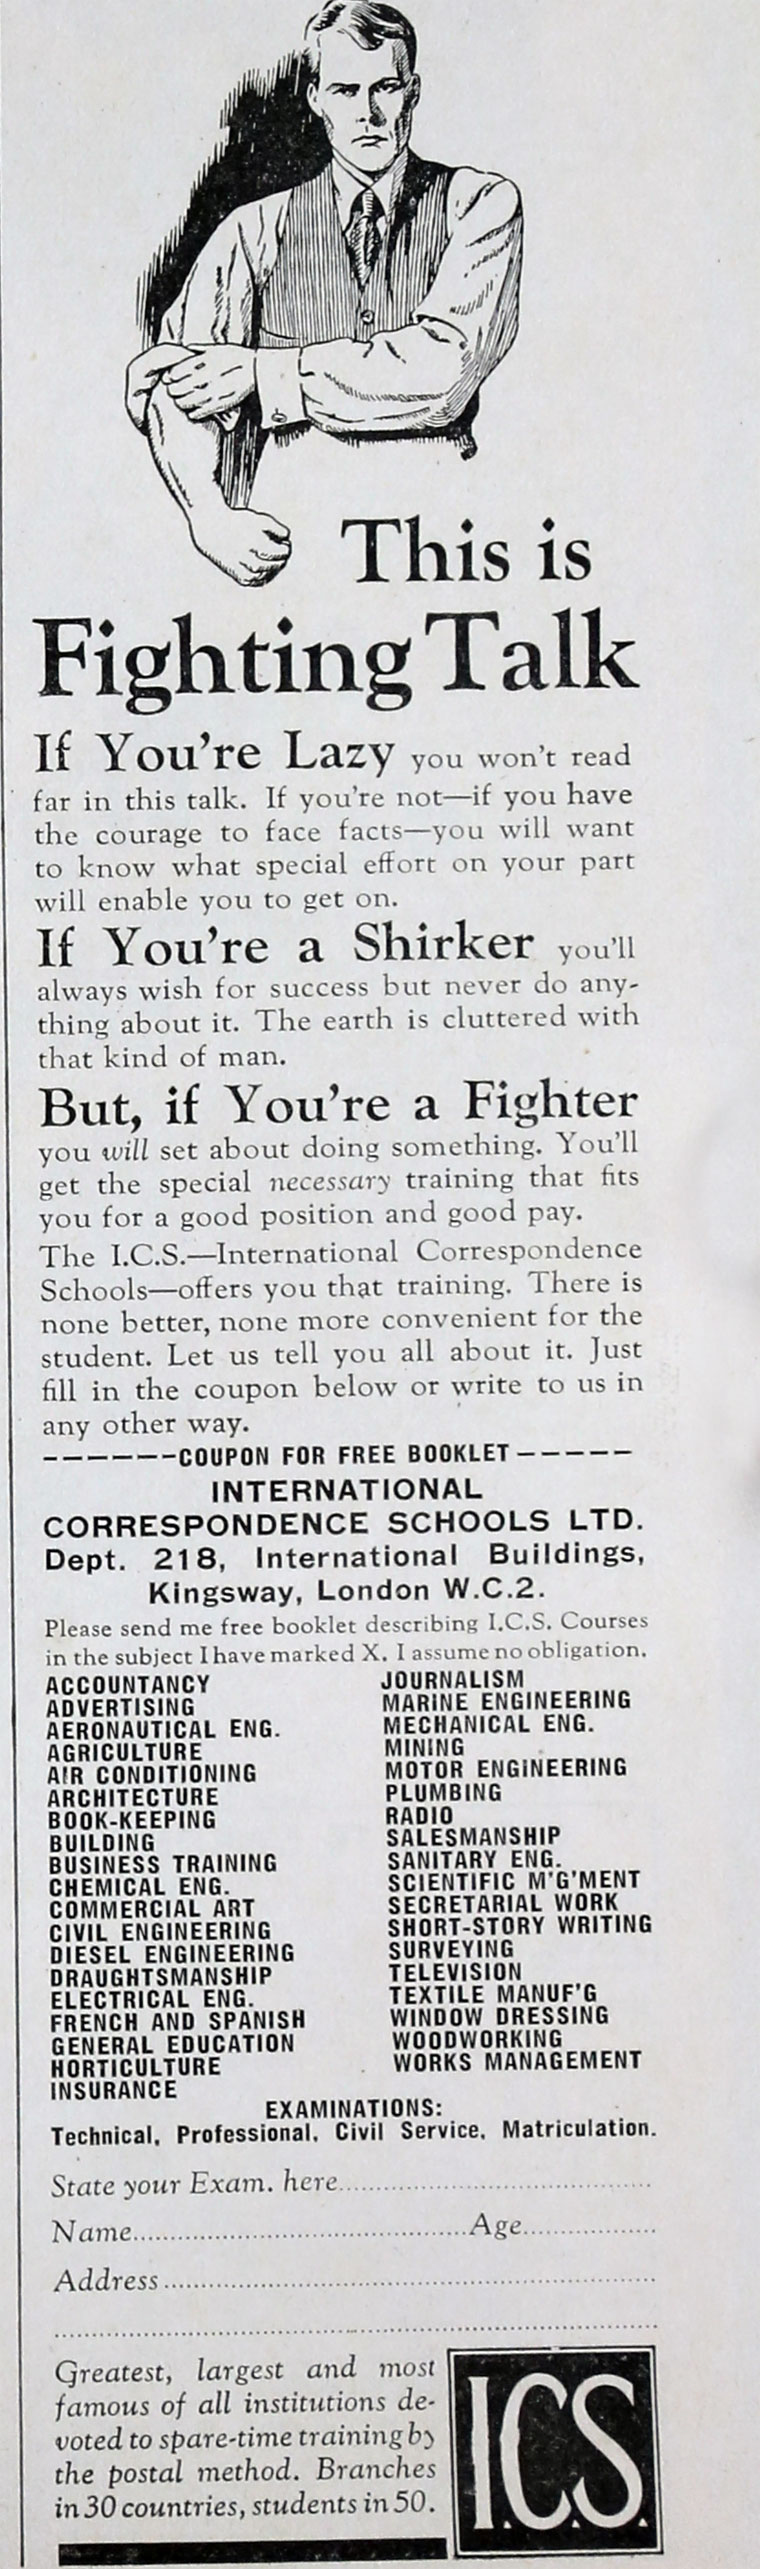 This is
Fighting Talk
If You're Lazy you won't read
far in this talk. If you're not—if you have
the courage to face facts—you will want
to know what special effort on your part
will enable you to get on.
If You're a Shirker you'll
always wish for success but never do any-
thing about it. The earth is cluttered with
that kind of man.
But, if You're a Fighter
you will set about doing something. You'll
get the special necessary training that fits
you for a good position and good pay.
The I.C.S.—International Correspondence
Schools—offers you that training. There is
none better, none more convenient for the
student. Let us tell you all about it. Just
fill in the coupon below or write to us in
any other way.
------COUPON FOR FREE BOOKLET-----
INTERNATIONAL
CORRESPONDENCE SCHOOLS LTD.
Dept. 218, International Buildings,
Kingsway, London W.C.2.
Please send me free booklet describing I.C.S. Courses
in the subject I have marked X. I assume no obligation.
ACCOUNTANCY
ADVERTISING
AERONAUTICAL ENG.
AGRICULTURE
AIR CONDITIONING
ARCHITECTURE
BOOK-KEEPING
BUILDING
BUSINESS TRAINING
CHEMICAL ENG.
COMMERCIAL ART
CIVIL ENGINEERING
DIESEL ENGINEERING
DRAUGHTSMANSHIP
ELECTRICAL ENG.
FRENCH AND SPANISH
GENERAL EDUCATION
HORTICULTURE
INSURANCE
JOURNALISM
MARINE ENGINEERING
MECHANICAL ENG.
MINING
MOTOR ENGINEERING
PLUMBING
RADIO
SALESMANSHIP
SANITARY ENG.
SCIENTIFIC M'G'MENT
SECRETARIAL WORK
SHORT-STORY WRITING
SURVEYING
TELEVISION
TEXTILE MANUF'G
WINDOW DRESSING
WOODWORKING
WORKS MANAGEMENT
EXAMINATIONS:
Technical, Professional, Civil Service, Matriculation.
State your Exam. here
Name Age
Address
Greatest, largest and most
famous of all institutions de-
voted to spare-time training by
the postal method. Branches
in 30 countries, students in 50.
I.C.S.